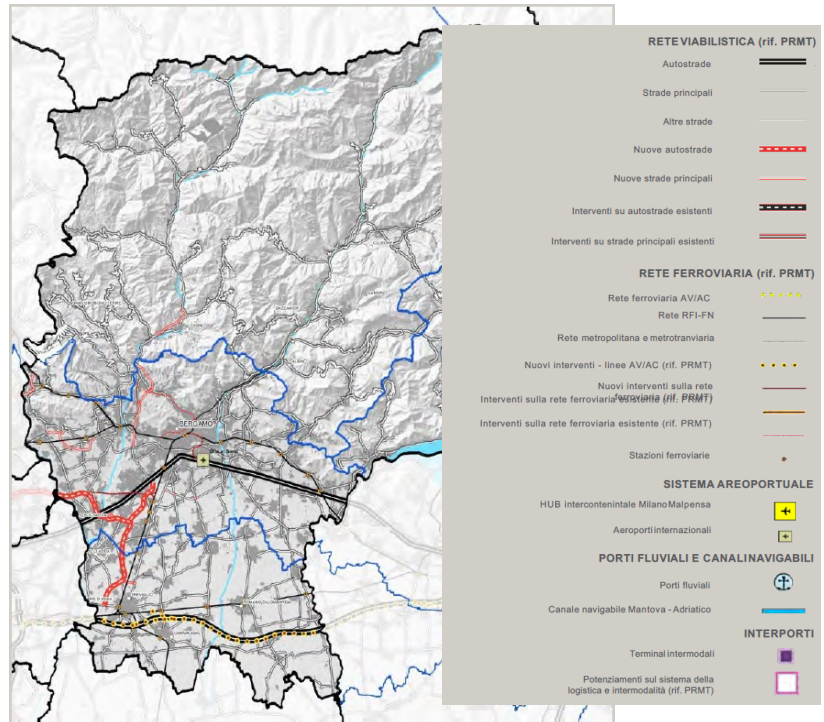 BERGAMO
RETE VIABILISTICA (rif. PRMT)
Autostrade
Strade principali
Altre strade
Nuove autostrade
Nuove strade principali
Interventi su autostrade esistenti
Interventi su strade principali esistenti
RETE FERROVIARIA (rif. PRMT)
Rete ferroviaria AV/AC
Rete RFI-FN
Rete metropolitana e metrotranviaria
Nuovi interventi - linee AV/AC (rif. PRMT)
Nuovi interventi sulla rete
ferroviaria (rif. PRMT)
Interventi sulla rete ferroviaria esistente (rif. PRMT)
Interventi sulla rete ferroviaria esistente (rif. PRMT)
Stazioni ferroviarie
SISTEMA AREOPORTUALE
HUB intercontenintale Milano Malpensa
Aeroporti internazionali
PORTI FLUVIALI E CANALI NAVIGABILI
Porti fluviali
Canale navigabile Mantova - Adriatico
INTERPORTI
Terminal intermodali
Potenziamenti sul sistema della
logistica e intermodalità (rif. PRMT)